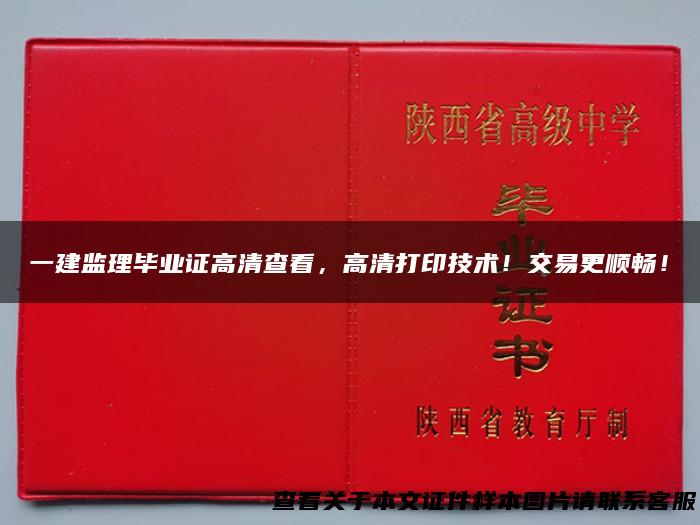 陕西省高级中学
毕业证书
一建监理毕业证高清查看，高清打印技术！交易更顺畅！
陕西省教育厅制
查看关于本文证件样本图片请联系客服